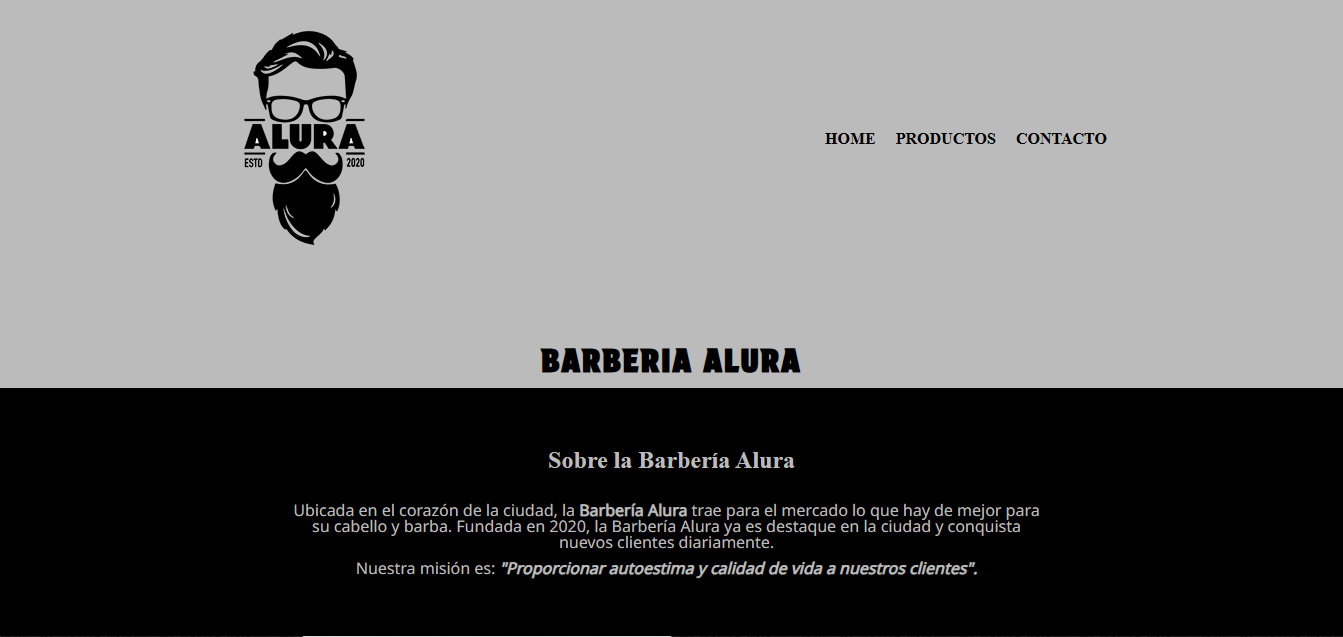 ALURA
ESTD 2020
HOME PRODUCTOS CONTACTO
BARBERIA ALURA
Sobre la Barbería Alura
Ubicada en el corazón de la ciudad, la Barbería Alura trae para el mercado lo que hay de mejor para
su cabello y barba. Fundada en 2020, la Barbería Alura ya es destaque en la ciudad y conquista
nuevos clientes diariamente.
Nuestra misión es: "Proporcionar autoestima y calidad de vida a nuestros clientes".